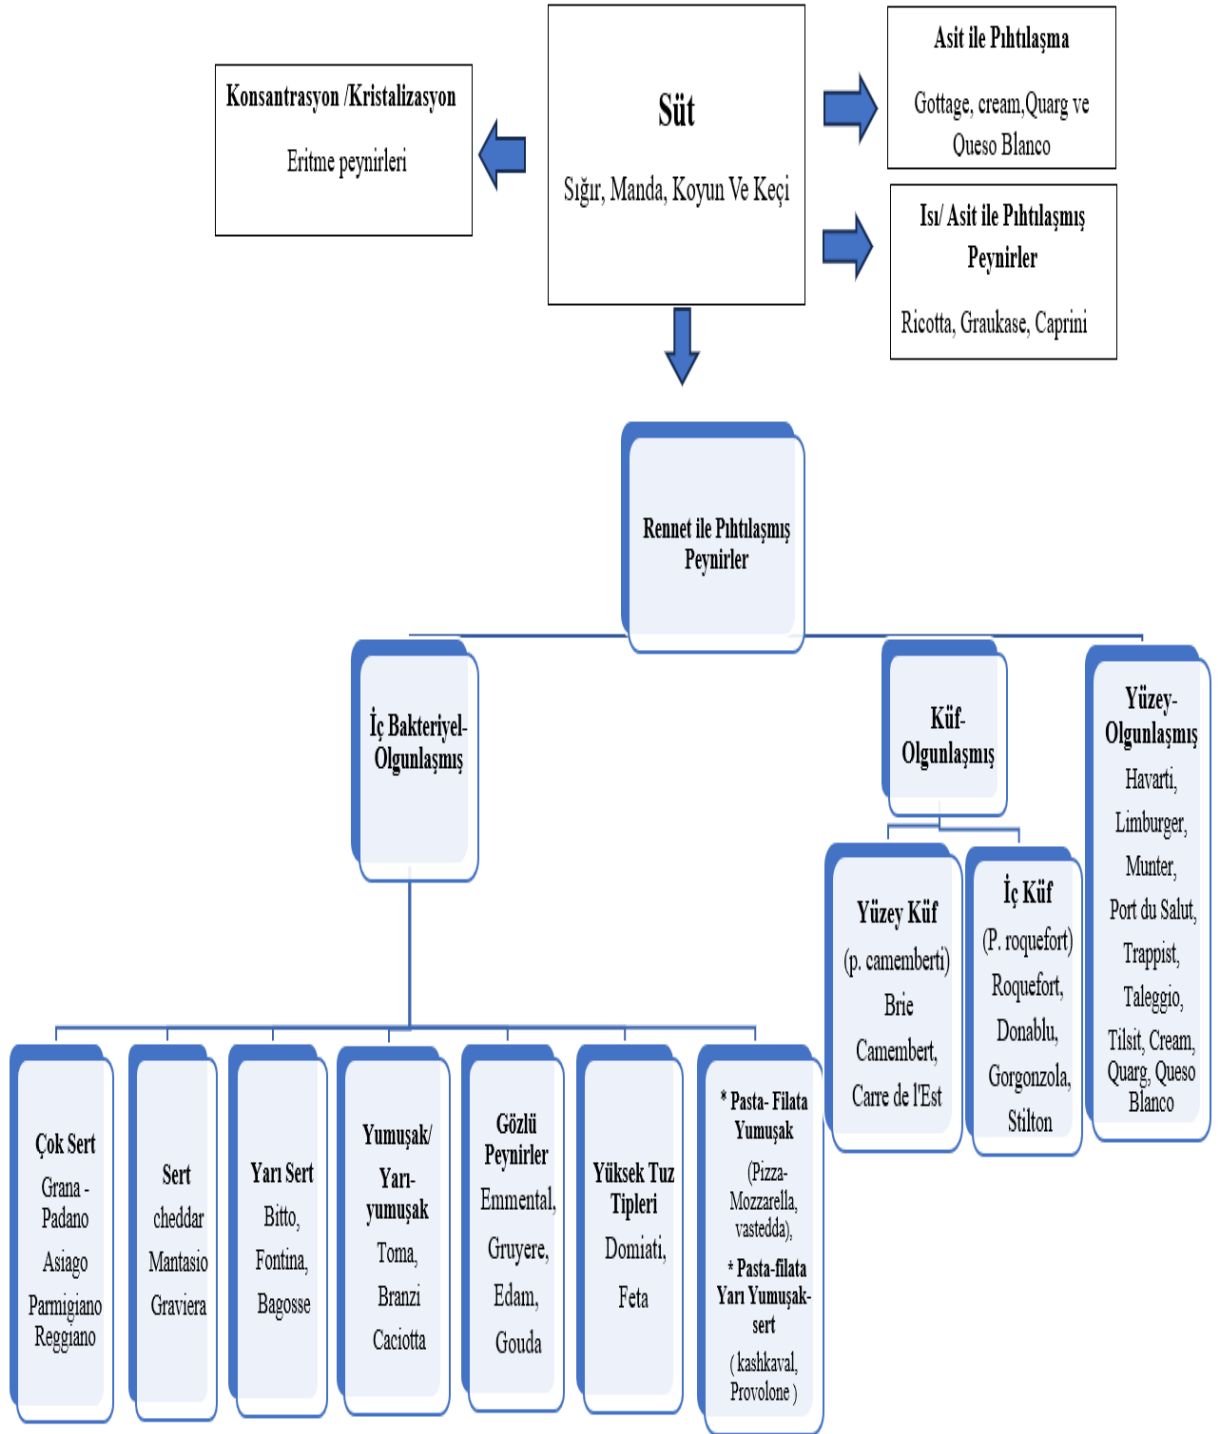 Konsantrasyon /Kristalizasyon
Eritme peynirleri
Süt
Sığır, Manda, Koyun Ve Keçi
Asit ile Pıhtılaşma
Gottage, cream,Quarg ve
Queso Blanco
Isı/ Asit ile Pıhtılaşmış
Peynirler
Ricotta, Graukase, Caprini
Rennet ile Pıhtılaşmış
Peynirler
İç Bakteriyel-
Olgunlaşmış
Küf-
Olgunlaşmış
Yüzey-
Olgunlaşmış
Havarti,
Limburger,
Munter,
Port du Salut,
Trappist,
Taleggio,
Tilsit, Cream,
Quarg, Queso
Blanco
Yüzey Küf
(p. camemberti)
Brie
Camembert,
Carre de l'Est
İç Küf
(P. roquefort)
Roquefort,
Donablu,
Gorgonzola,
Stilton
Çok Sert
Grana -
Padano
Asiago
Parmigiano
Reggiano
Sert
cheddar
Mantasio
Graviera
Yarı Sert
Bitto,
Fontina,
Bagosse
Yumuşak/
Yarı-
yumuşak
Toma,
Branzi
Caciotta
Gözlü
Peynirler
Emmental,
Gruyere,
Edam,
Gouda
Yüksek Tuz
Tipleri
Domiati,
Feta
* Pasta- Filata
Yumuşak
(Pizza-
Mozzarella,
vastedda),
* Pasta-filata
Yarı Yumuşak-
sert
( kashkaval,
Provolone )